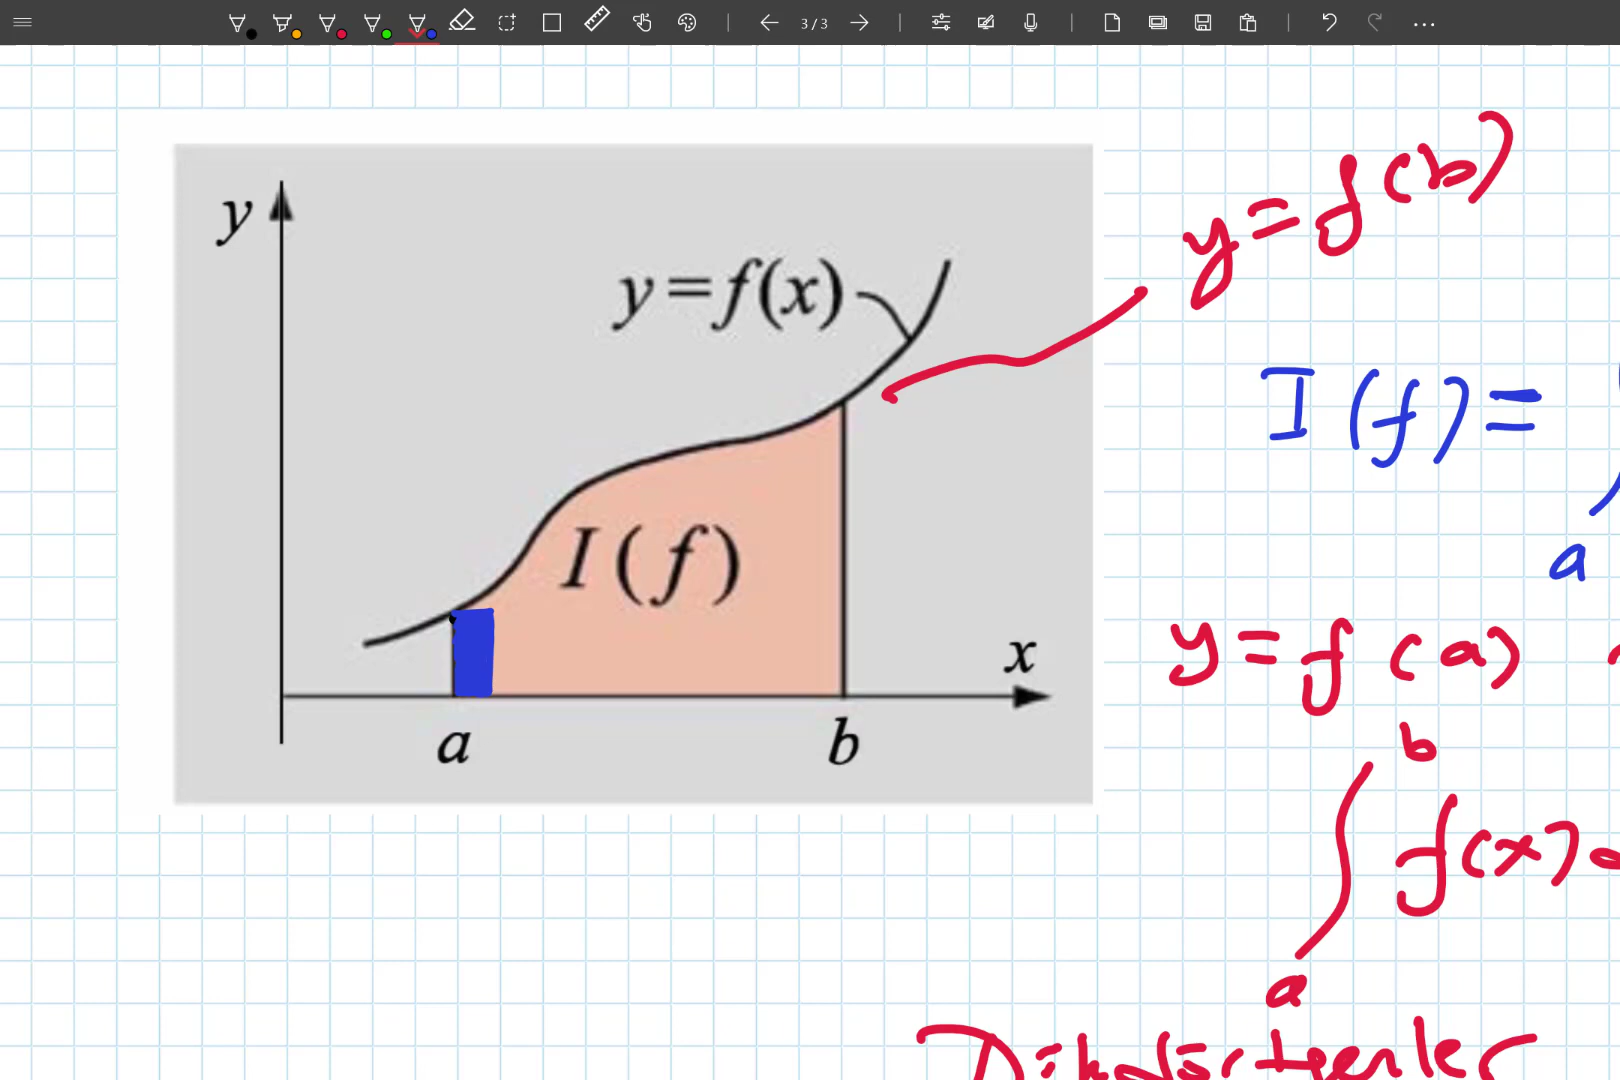 3/3
y
y=f(x)
I(f)
x
a
b
y=f(b)
I(f)=
a
y=f(a)
b
∫ f(x)
a